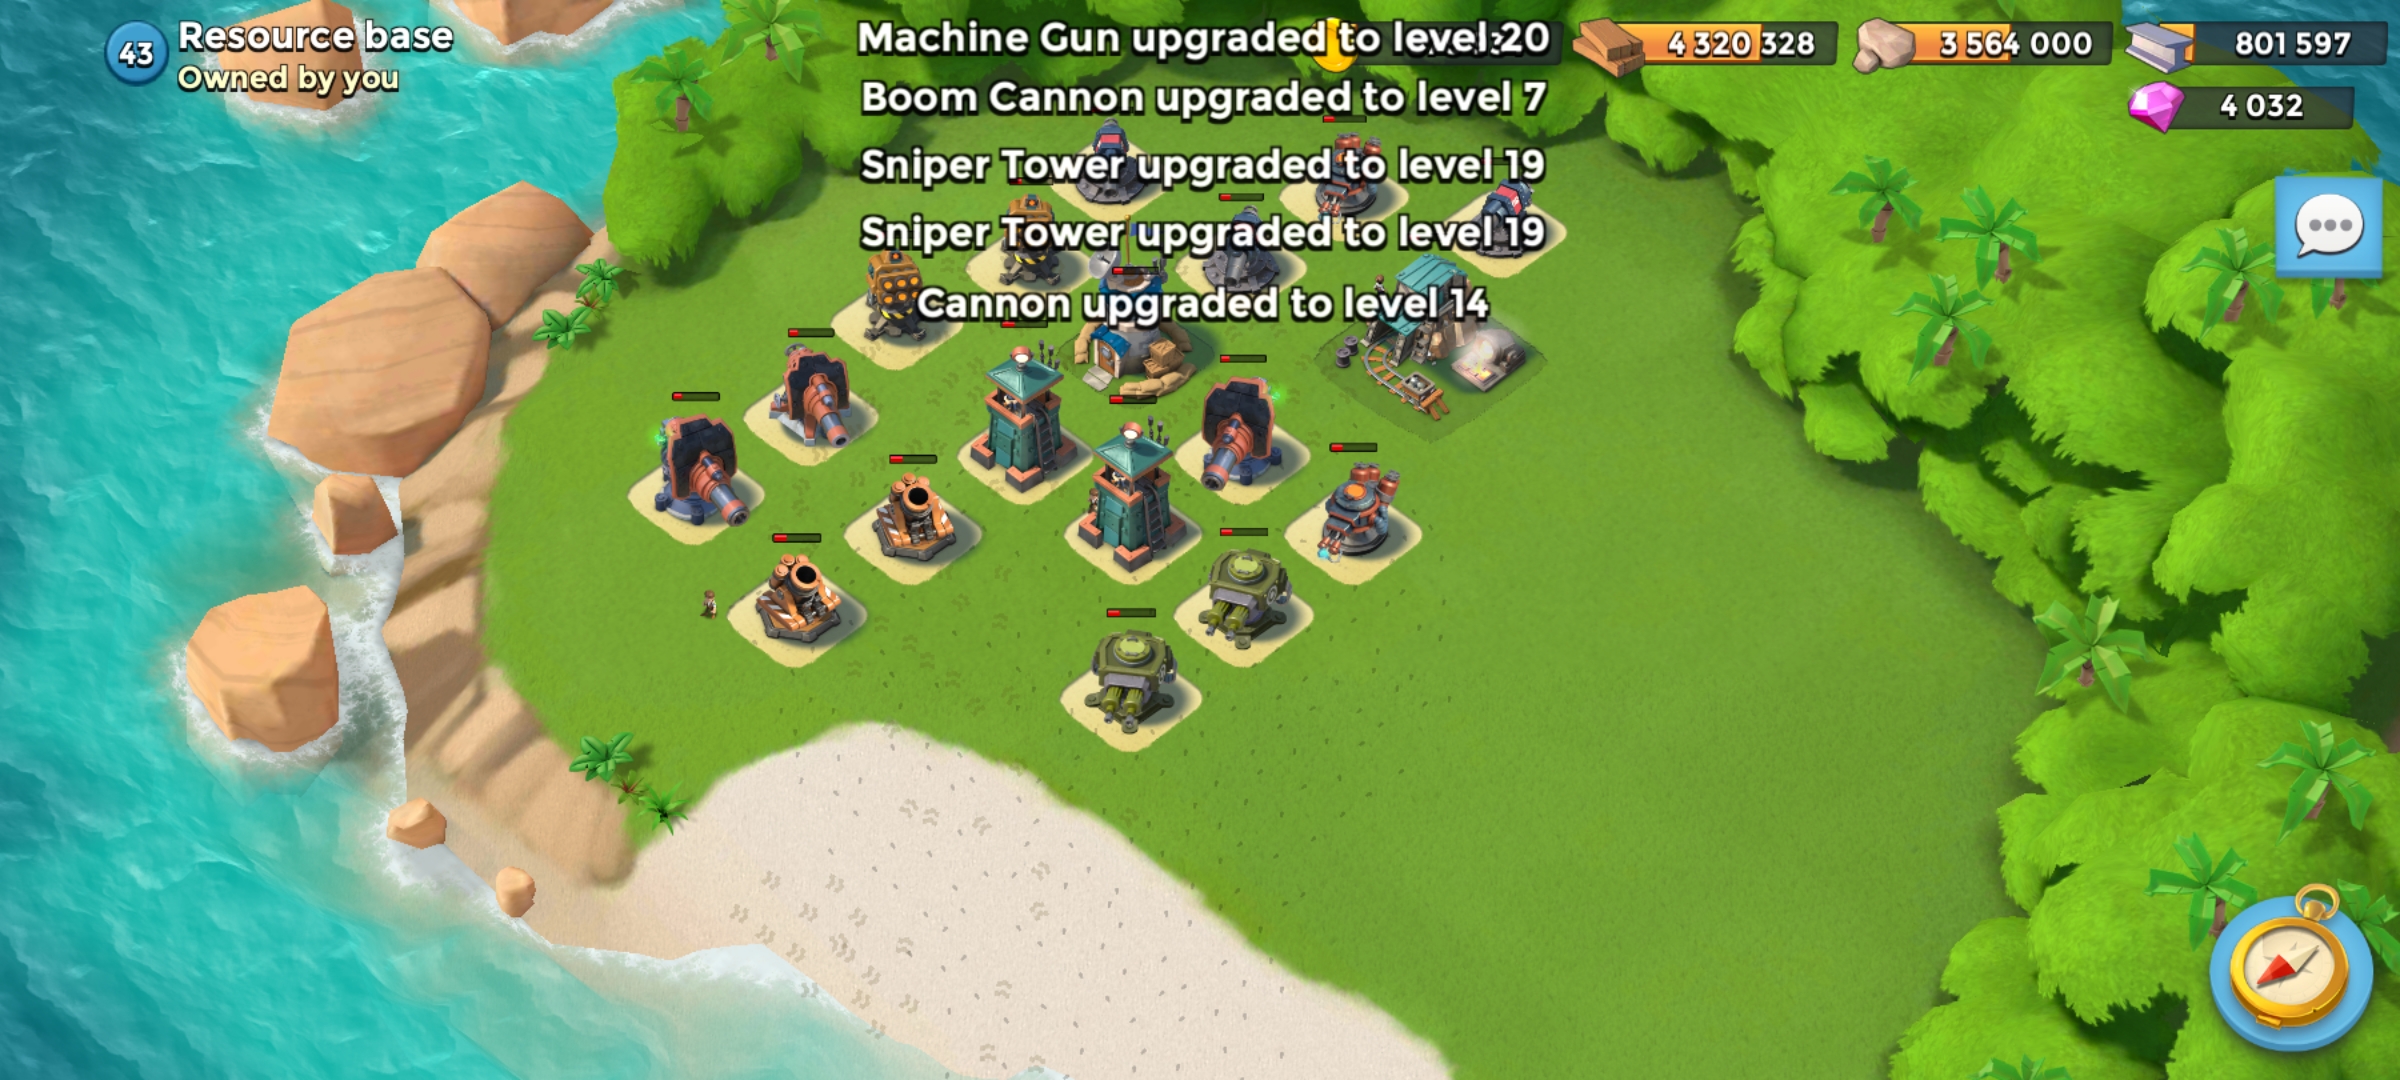 43
Resource base
Owned by you
Machine Gun upgraded to level 20
Boom Cannon upgraded to level 7
Sniper Tower upgraded to level 19
Sniper Tower upgraded to level 19
Cannon upgraded to level 14
4 320 328
3 564 000
801 597
4 032